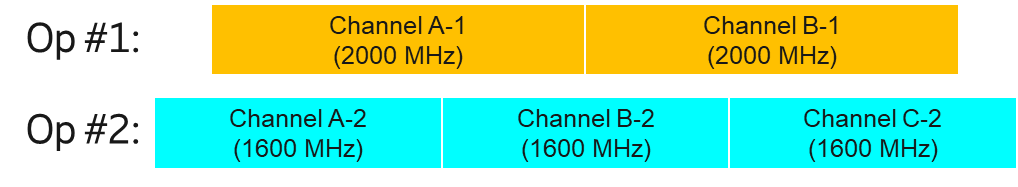 Op #1:
Channel A-1
(2000 MHz)
Channel B-1
(2000 MHz)
Op #2:
Channel A-2
(1600 MHz)
Channel B-2
(1600 MHz)
Channel C-2
(1600 MHz)